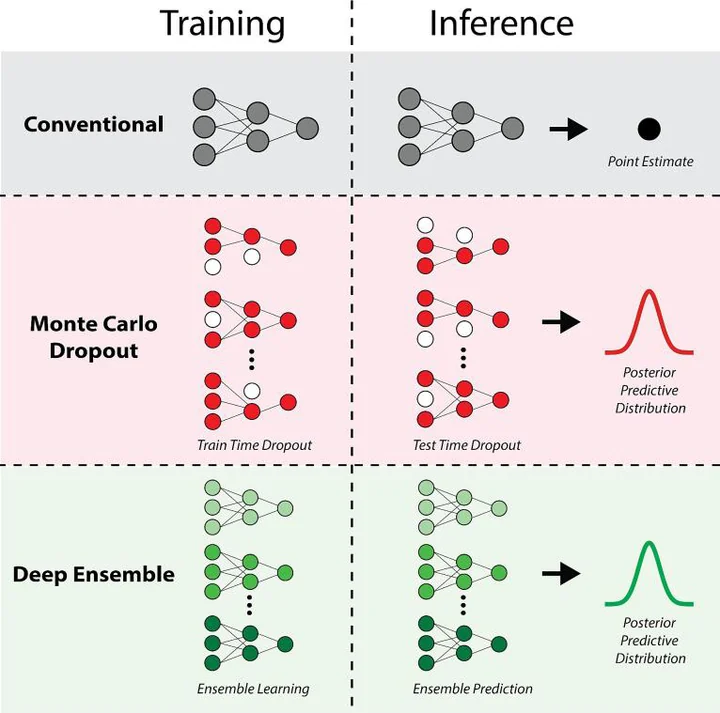 Training
Inference
Conventional
Point Estimate
Monte Carlo
Dropout
Posterior
Predictive
Distribution
Train Time Dropout
Test Time Dropout
Deep Ensemble
Posterior
Predictive
Distribution
Ensemble Learning
Ensemble Prediction